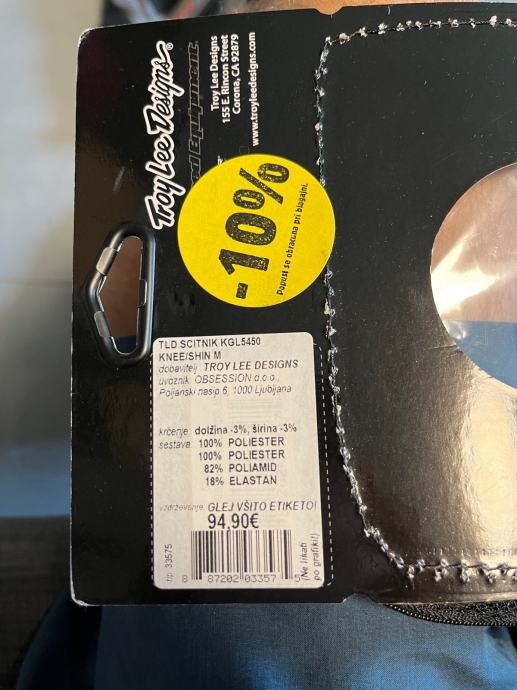 Troy Lee Designs®
Troy Lee Designs
155 E. Rincon Street
Corona, CA 92879
www.troyleedesigns.com
Equipment.
-10%
Popust se obračuna pri blagajni.
TLD SCITNIK KGL5450
KNEE/SHIN M
dobavitelj: TROY LEE DESIGNS
uvoznik: OBSESSION d.o.o.,
Poljanski nasip 6, 1000 Ljubljana
krčenje: dolžina -3%, širina -3%
sestava: 100% POLIESTER
100% POLIESTER
82% POLIAMID
18% ELASTAN
vzdrževanje: GLEJ VŠITO ETIKETO!
94,90€
33575
8 87202 03357 5
(Ne likati
po grafiki!)